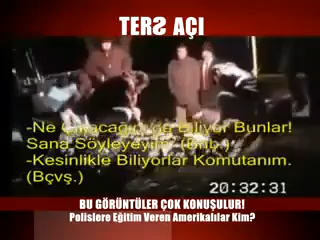 TERS AÇI
-Ne Biliyor Bunlar!
Sana Söyleyeyim.
-Kesinlikle Biliyorlar Komutanım.
(Bçvş.)
20:32:31
BU GÖRÜNTÜLER ÇOK KONUŞULUR!
Polislere Eğitim Veren Amerikalılar Kim?